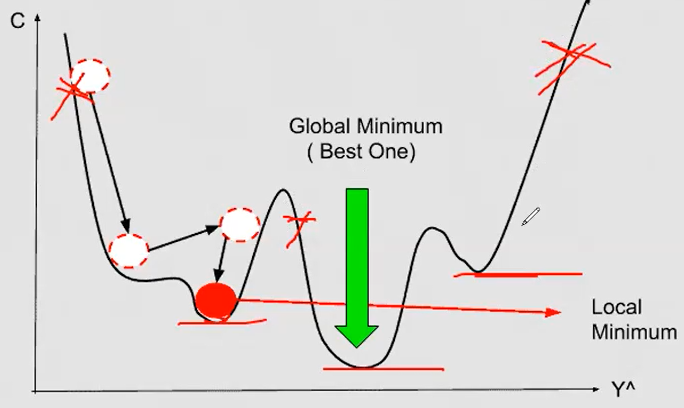 C
Global Minimum
( Best One)
Local
Minimum
Y^